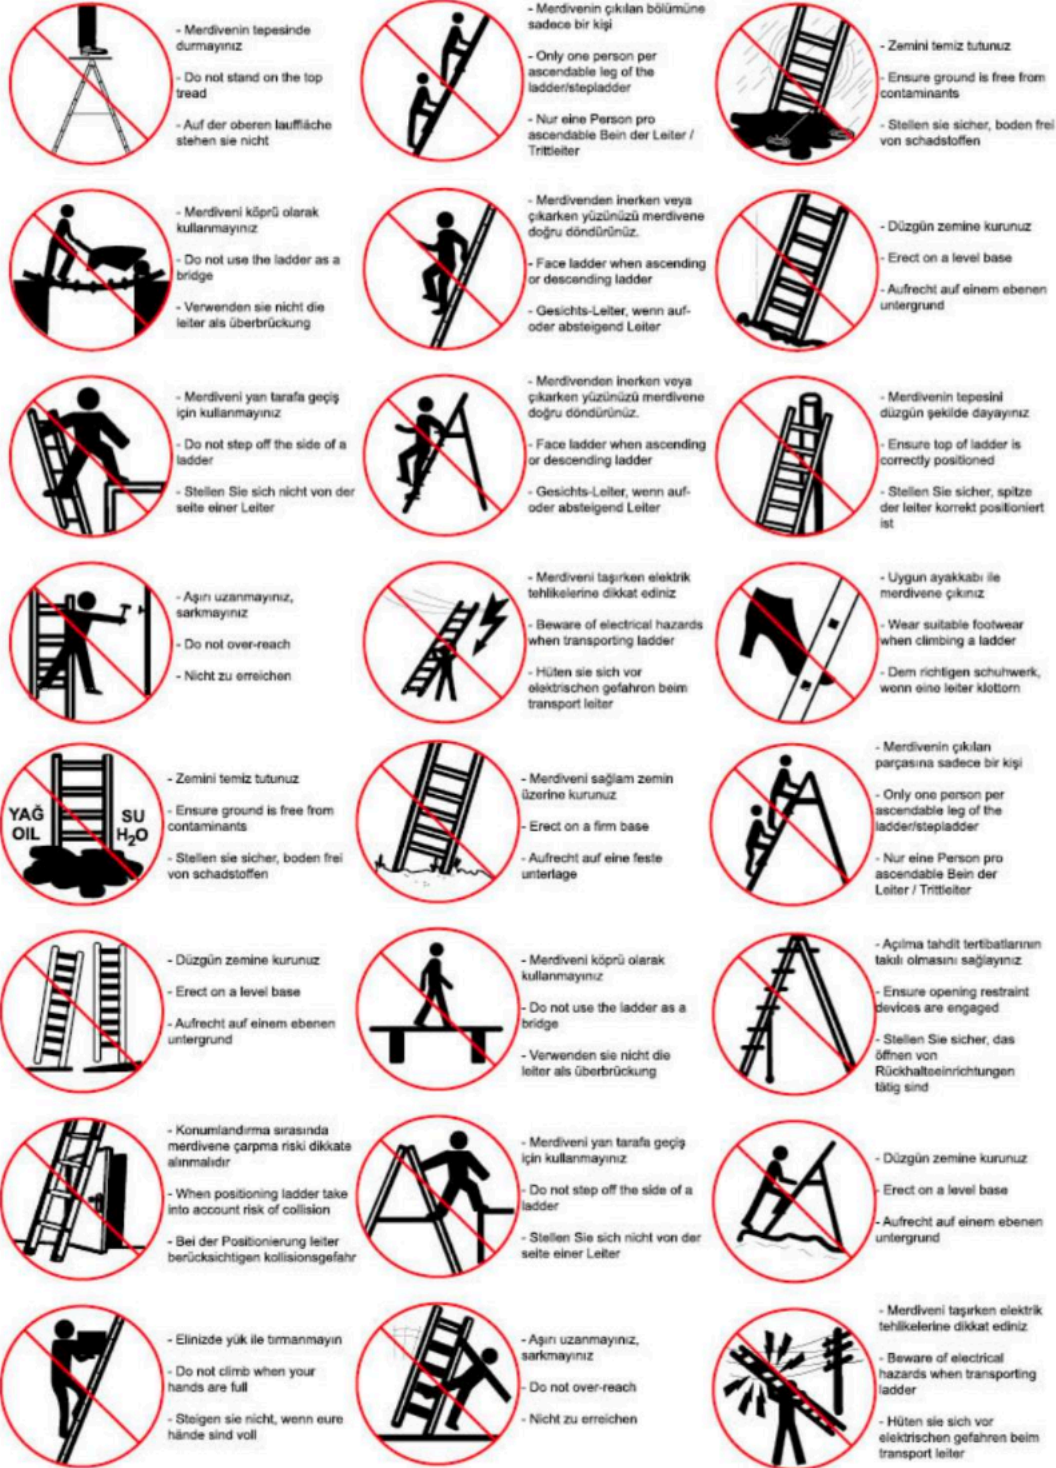 - Merdivenin tepesinde
durmayınız
- Do not stand on the top
tread
- Auf der oberen lauffläche
stehen sie nicht
- Merdivenin çıkılan bölümüne
sadece bir kişi
- Only one person per
ascendable leg of the
ladder/stepladder
- Nur eine Person pro
ascendable Bein der Leiter /
Trittleiter
- Zemini temiz tutunuz
- Ensure ground is free from
contaminants
- Stellen sie sicher, boden frei
von schadstoffen
- Merdiveni köprü olarak
kullanmayınız
- Do not use the ladder as a
bridge
- Verwenden sie nicht die
leiter als überbrückung
- Merdivenden inerken veya
çıkarken yüzünüzü merdivene
doğru döndürünüz.
- Face ladder when ascending
or descending ladder
- Gesichts-Leiter, wenn auf-
oder absteigend Leiter
- Düzgün zemine kurunuz
- Erect on a level base
- Aufrecht auf einem ebenen
untergrund
- Merdiveni yan tarafa geçiş
için kullanmayınız
- Do not step off the side of a
ladder
- Stellen Sie sich nicht von der
seite einer Leiter
- Merdivenden inerken veya
çıkarken yüzünüzü merdivene
doğru döndürünüz.
- Face ladder when ascending
or descending ladder
- Gesichts-Leiter, wenn auf-
oder absteigend Leiter
- Merdivenin tepesini
düzgün şekilde dayayınız
- Ensure top of ladder is
correctly positioned
- Stellen Sie sicher, spitze
der leiter korrekt positioniert
ist
- Aşırı uzanmayınız,
sarkmayınız
- Do not over-reach
- Nicht zu erreichen
- Merdiveni taşırken elektrik
tehlikelerine dikkat ediniz
- Beware of electrical hazards
when transporting ladder
- Hüten sie sich vor
elektrischen gefahren beim
transport leiter
- Uygun ayakkabı ile
merdivene çıkınız
- Wear suitable footwear
when climbing a ladder
- Dem richtigen schuhwerk,
wenn eine leiter klottorn
YAĞ
OIL
SU
H₂O
- Zemini temiz tutunuz
- Ensure ground is free from
contaminants
- Stellen sie sicher, boden frei
von schadstoffen
- Merdiveni sağlam zemin
üzerine kurunuz
- Erect on a firm base
- Aufrecht auf eine feste
unterlage
- Merdivenin çıkılan
parçasına sadece bir kişi
- Only one person per
ascendable leg of the
ladder/stepladder
- Nur eine Person pro
ascendable Bein der
Leiter / Trittleiter
- Düzgün zemine kurunuz
- Erect on a level base
- Aufrecht auf einem ebenen
untergrund
- Merdiveni köprü olarak
kullanmayınız
- Do not use the ladder as a
bridge
- Verwenden sie nicht die
leiter als überbrückung
- Açılma tahdit tertibatlarının
takılı olmasını sağlayınız
- Ensure opening restraint
devices are engaged
- Stellen Sie sicher, das
öffnen von
Rückhalteeinrichtungen
tätig sind
- Konumlandırma sırasında
merdivene çarpma riski dikkate
alınmalıdır
- When positioning ladder take
into account risk of collision
- Bei der Positionierung leiter
berücksichtigen kollisionsgefahr
- Merdiveni yan tarafa geçiş
için kullanmayınız
- Do not step off the side of a
ladder
- Stellen Sie sich nicht von der
seite einer Leiter
- Düzgün zemine kurunuz
- Erect on a level base
- Aufrecht auf einem ebenen
untergrund
- Elinizde yük ile tırmanmayın
- Do not climb when your
hands are full
- Steigen sie nicht, wenn eure
hände sind voll
- Aşırı uzanmayınız,
sarkmayınız
- Do not over-reach
- Nicht zu erreichen
- Merdiveni taşırken elektrik
tehlikelerine dikkat ediniz
- Beware of electrical
hazards when transporting
ladder
- Hüten sie sich vor
elektrischen gefahren beim
transport leiter